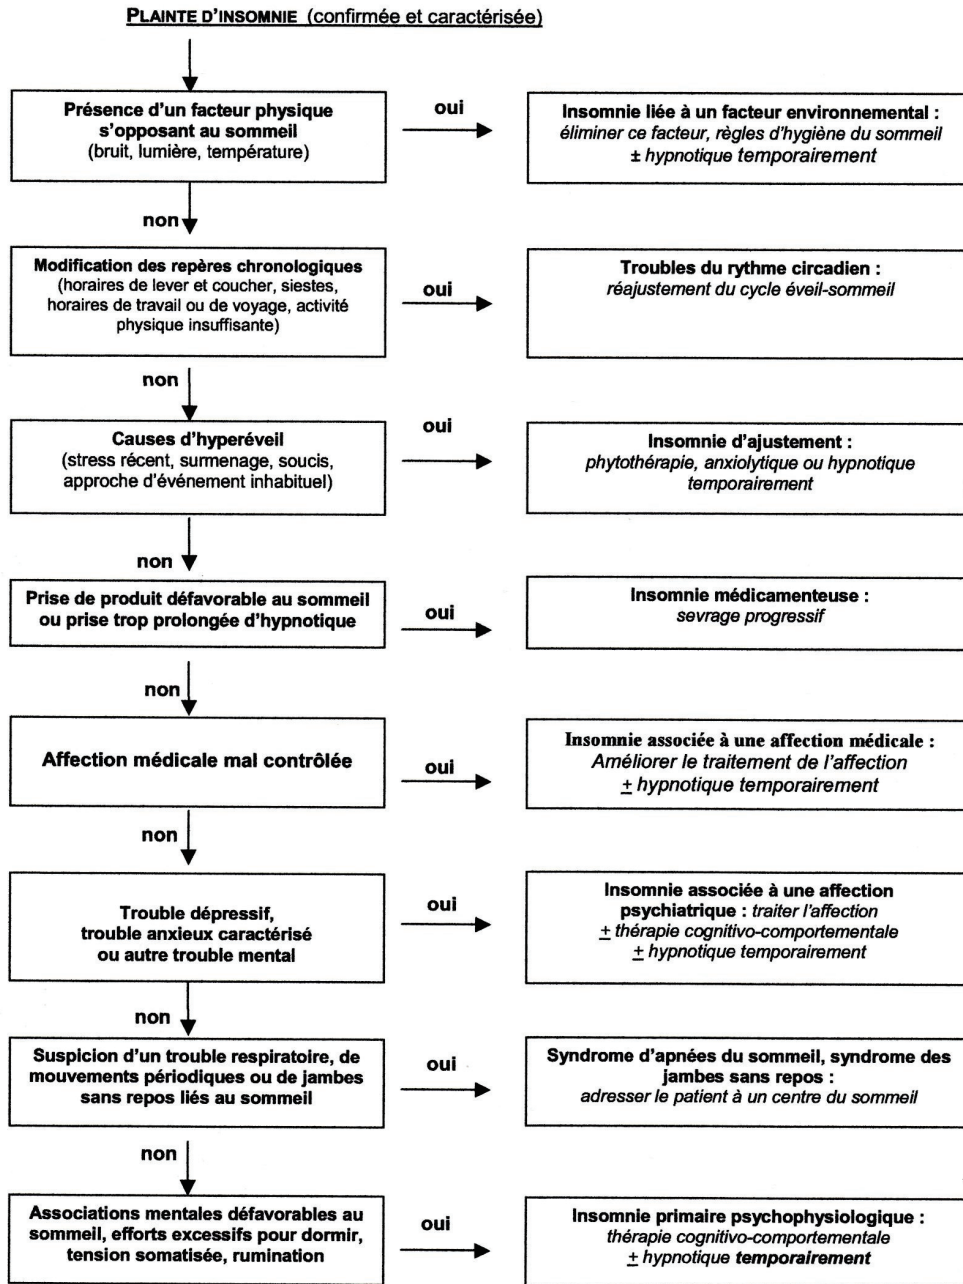 PLAINTE D'INSOMNIE (confirmée et caractérisée)
Présence d'un facteur physique
s'opposant au sommeil
(bruit, lumière, température)
oui
Insomnie liée à un facteur environnemental :
éliminer ce facteur, règles d'hygiène du sommeil
± hypnotique temporairement
non
Modification des repères chronologiques
(horaires de lever et coucher, siestes,
horaires de travail ou de voyage, activité
physique insuffisante)
oui
Troubles du rythme circadien :
réajustement du cycle éveil-sommeil
non
Causes d'hyperéveil
(stress récent, surmenage, soucis,
approche d'événement inhabituel)
oui
Insomnie d'ajustement :
phytothérapie, anxiolytique ou hypnotique
temporairement
non
Prise de produit défavorable au sommeil
ou prise trop prolongée d'hypnotique
oui
Insomnie médicamenteuse :
sevrage progressif
non
Affection médicale mal contrôlée
oui
Insomnie associée à une affection médicale :
Améliorer le traitement de l'affection
± hypnotique temporairement
non
Trouble dépressif,
trouble anxieux caractérisé
ou autre trouble mental
oui
Insomnie associée à une affection
psychiatrique : traiter l'affection
± thérapie cognitivo-comportementale
± hypnotique temporairement
non
Suspicion d'un trouble respiratoire, de
mouvements périodiques ou de jambes
sans repos liés au sommeil
oui
Syndrome d'apnées du sommeil, syndrome des
jambes sans repos :
adresser le patient à un centre du sommeil
non
Associations mentales défavorables au
sommeil, efforts excessifs pour dormir,
tension somatisée, rumination
oui
Insomnie primaire psychophysiologique :
thérapie cognitivo-comportementale
± hypnotique temporairement